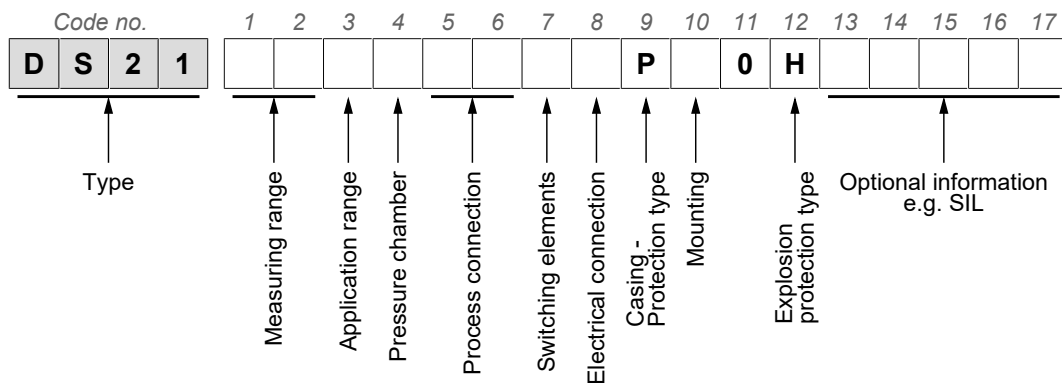 Code no. 1 2 3 4 5 6 7 8 9 10 11 12 13 14 15 16 17
D S 2 1 P 0 H
Type
Measuring range
Application range
Pressure chamber
Process connection
Switching elements
Electrical connection
Casing -
Protection type
Mounting
Explosion
protection type
Optional information
e.g. SIL